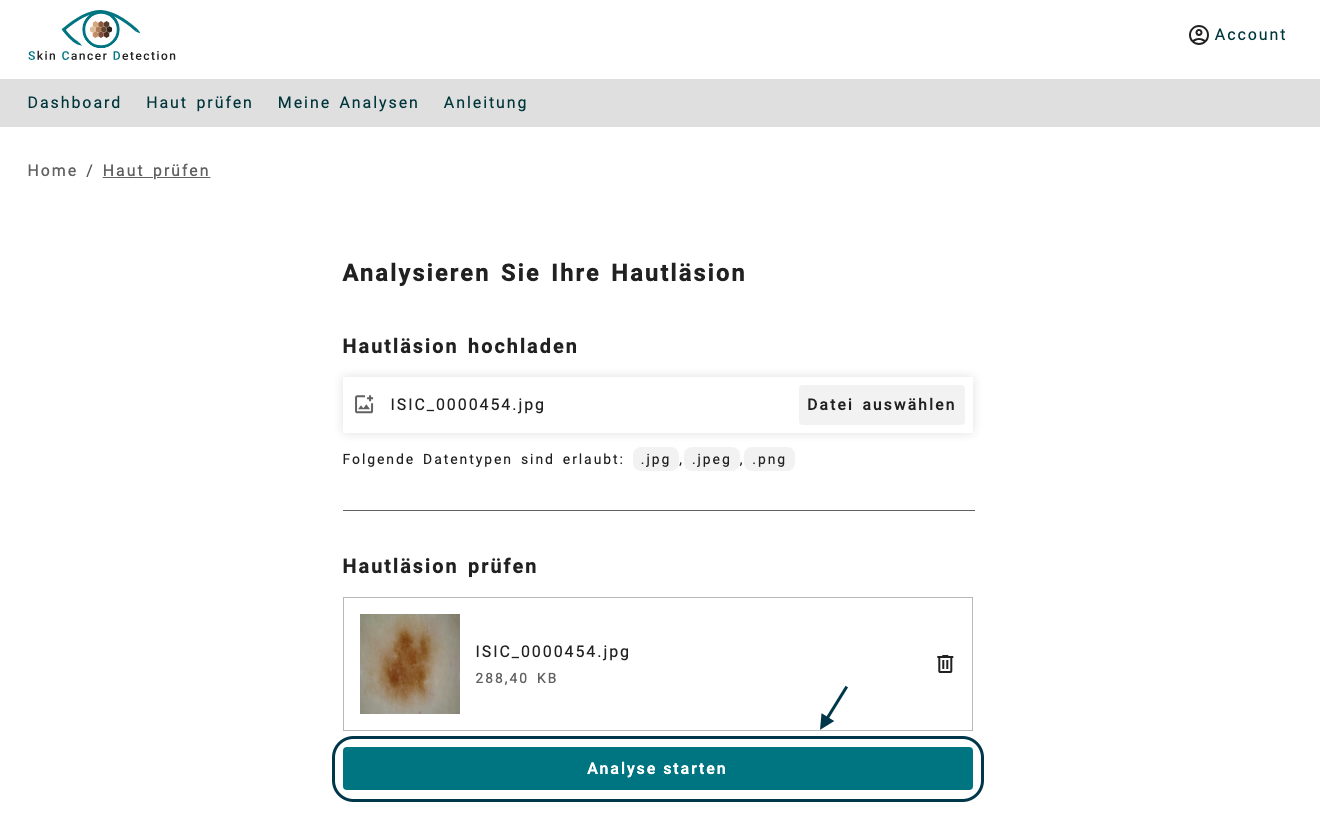 Skin Cancer Detection
Account
Dashboard Haut prüfen Meine Analysen Anleitung
Home / Haut prüfen
Analysieren Sie Ihre Hautläsion
Hautläsion hochladen
ISIC_0000454.jpg Datei auswählen
Folgende Datentypen sind erlaubt: .jpg , .jpeg , .png
Hautläsion prüfen
ISIC_0000454.jpg
288,40 KB
Analyse starten